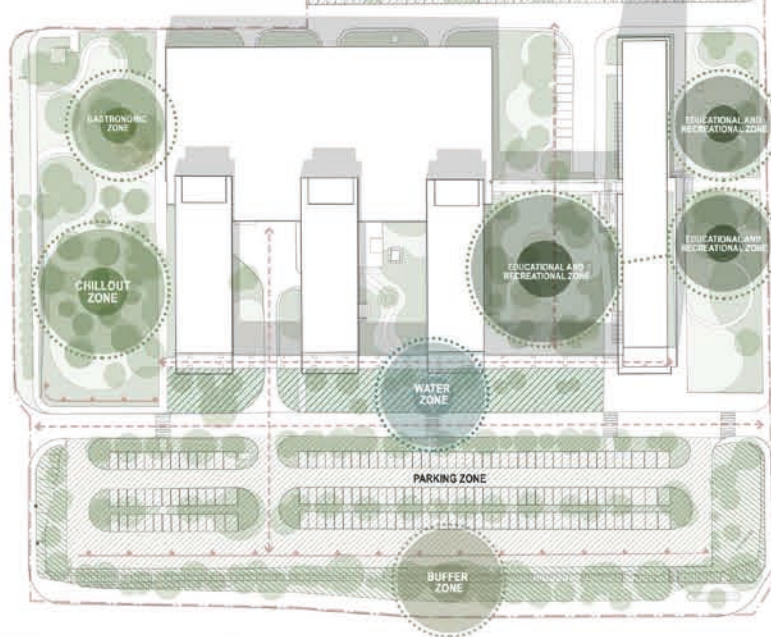 GASTRONOMIC
ZONE
EDUCATIONAL AND
RECREATIONAL ZONE
EDUCATIONAL AND
RECREATIONAL ZONE
EDUCATIONAL AND
RECREATIONAL ZONE
CHILLOUT
ZONE
WATER
ZONE
PARKING ZONE
BUFFER
ZONE